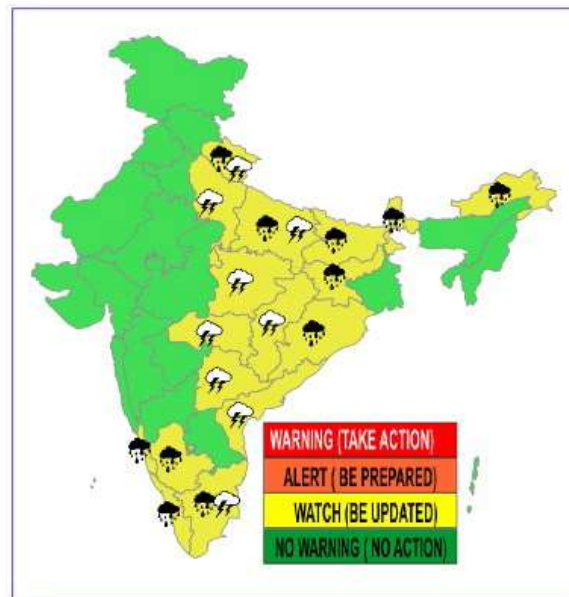 WARNING (TAKE ACTION)
ALERT ( BE PREPARED)
WATCH (BE UPDATED)
NO WARNING ( NO ACTION)